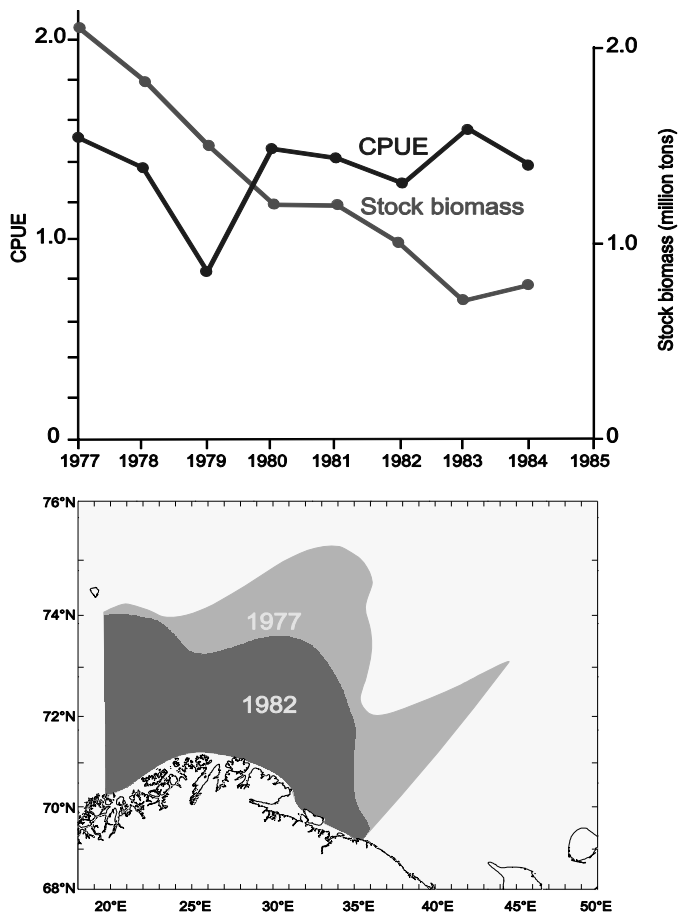 2.0
2.0
CPUE
Stock biomass
1.0
1.0
CPUE
Stock biomass (million tons)
0
0
1977 1978 1979 1980 1981 1982 1983 1984 1985
76°N
74°N
1977
72°N
1982
70°N
68°N
20°E 25°E 30°E 35°E 40°E 45°E 50°E